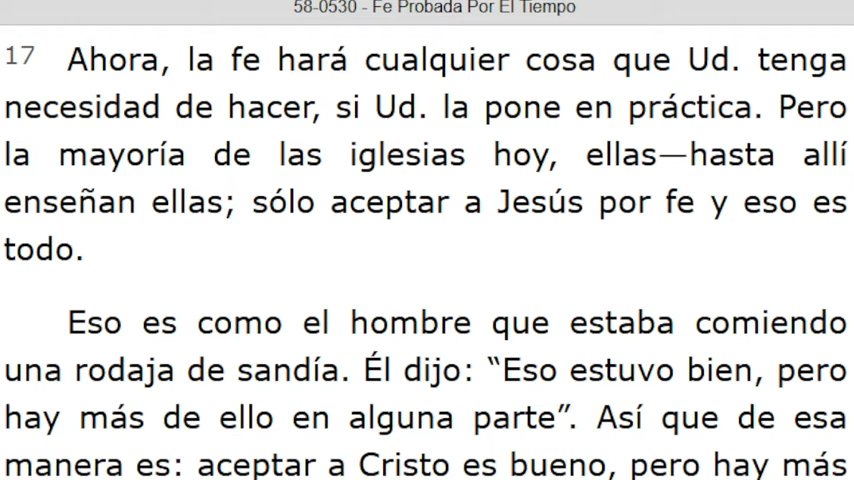 58-0530 - Fe Probada Por El Tiempo
17 Ahora, la fe hará cualquier cosa que Ud. tenga
necesidad de hacer, si Ud. la pone en práctica. Pero
la mayoría de las iglesias hoy, ellas—hasta allí
enseñan ellas; sólo aceptar a Jesús por fe y eso es
todo.
Eso es como el hombre que estaba comiendo
una rodaja de sandía. Él dijo: “Eso estuvo bien, pero
hay más de ello en alguna parte”. Así que de esa
manera es: aceptar a Cristo es bueno, pero hay más